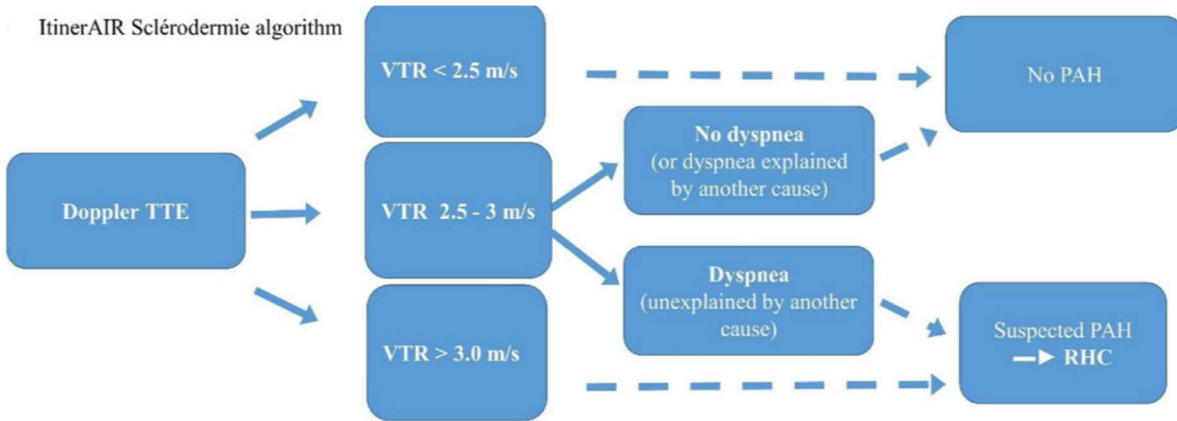 ItinerAIR Sclérodermie algorithm
Doppler TTE
VTR < 2.5 m/s
VTR 2.5 - 3 m/s
VTR > 3.0 m/s
No dyspnea
(or dyspnea explained
by another cause)
Dyspnea
(unexplained by another
cause)
No PAH
Suspected PAH
RHC